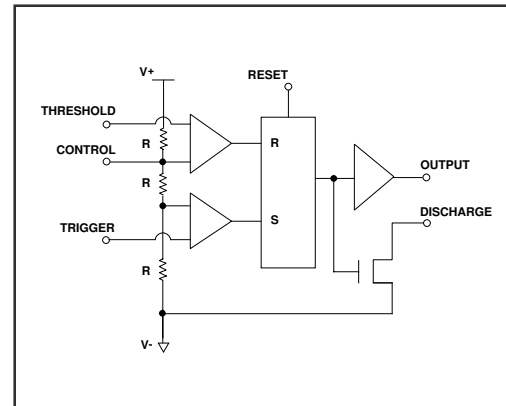 V+
RESET
THRESHOLD
R
R
CONTROL
OUTPUT
R
DISCHARGE
S
TRIGGER
R
V-